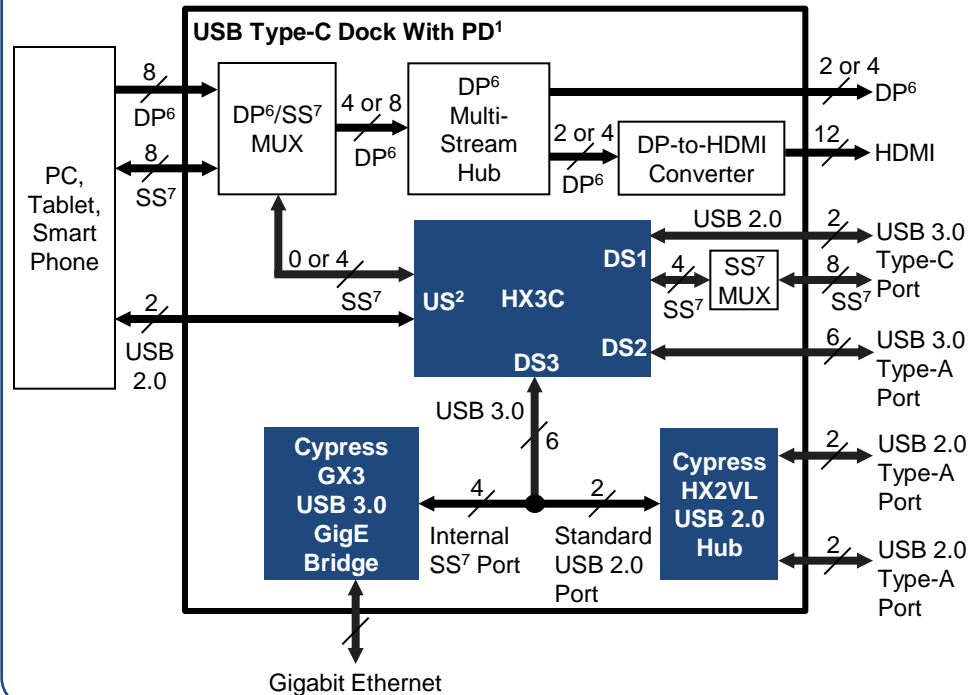 USB Type-C Dock With PD¹
PC,
Tablet,
Smart
Phone
8
DP⁶
8
SS⁷
2
USB
2.0
DP⁶/SS⁷
MUX
4 or 8
DP⁶
DP⁶
Multi-
Stream
Hub
2 or 4
DP⁶
2 or 4
DP⁶
DP-to-HDMI
Converter
12
HDMI
0 or 4
SS⁷
US²
HX3C
DS1
DS2
DS3
USB 2.0
2
4
SS⁷
SS⁷
MUX
8
SS⁷
USB 3.0
Type-C
Port
6
USB 3.0
Type-A
Port
USB 3.0
6
Cypress
GX3
USB 3.0
GigE
Bridge
4
Internal
SS⁷ Port
2
Standard
USB 2.0
Port
Cypress
HX2VL
USB 2.0
Hub
2
USB 2.0
Type-A
Port
2
USB 2.0
Type-A
Port
Gigabit Ethernet